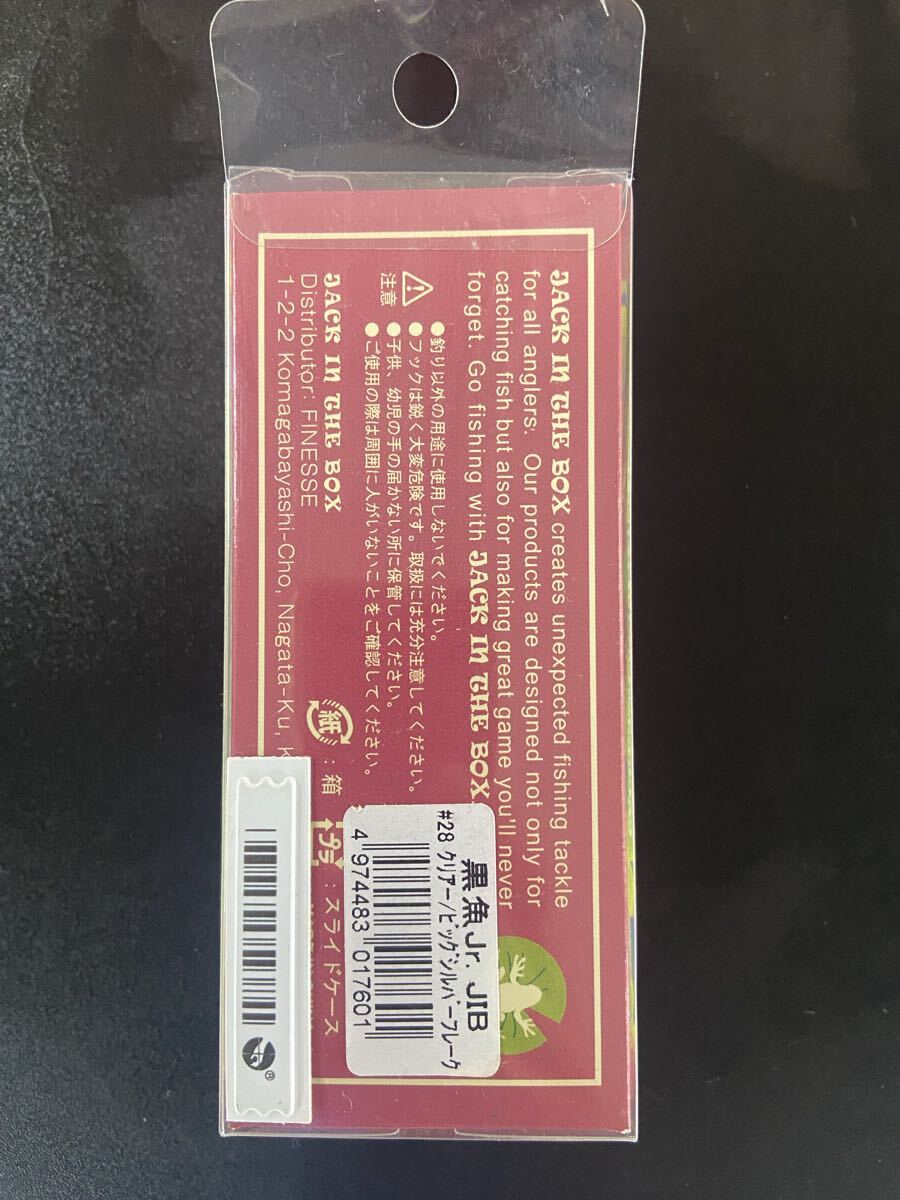 JACK IN THE BOX creates unexpected fishing tackle
for all anglers. Our products are designed not only for
catching fish but also for making great game you'll never
forget. Go fishing with JACK IN THE BOX
注意
●釣り以外の用途に使用しないでください。
●フックは鋭く大変危険です。取扱には充分注意してください。
●子供、幼児の手の届かない所に保管してください。
●ご使用の際は周囲に人がいないことをご確認してください。
紙 : 箱
プラ : スライドケース
JACK IN THE BOX
Distributor: FINESSE
1-2-2 Komagabayashi-Cho, Nagata-Ku, K
黒魚Jr. JIB
#28 クリアー/ビッグシルバーフレーク
4 974483 017601
®